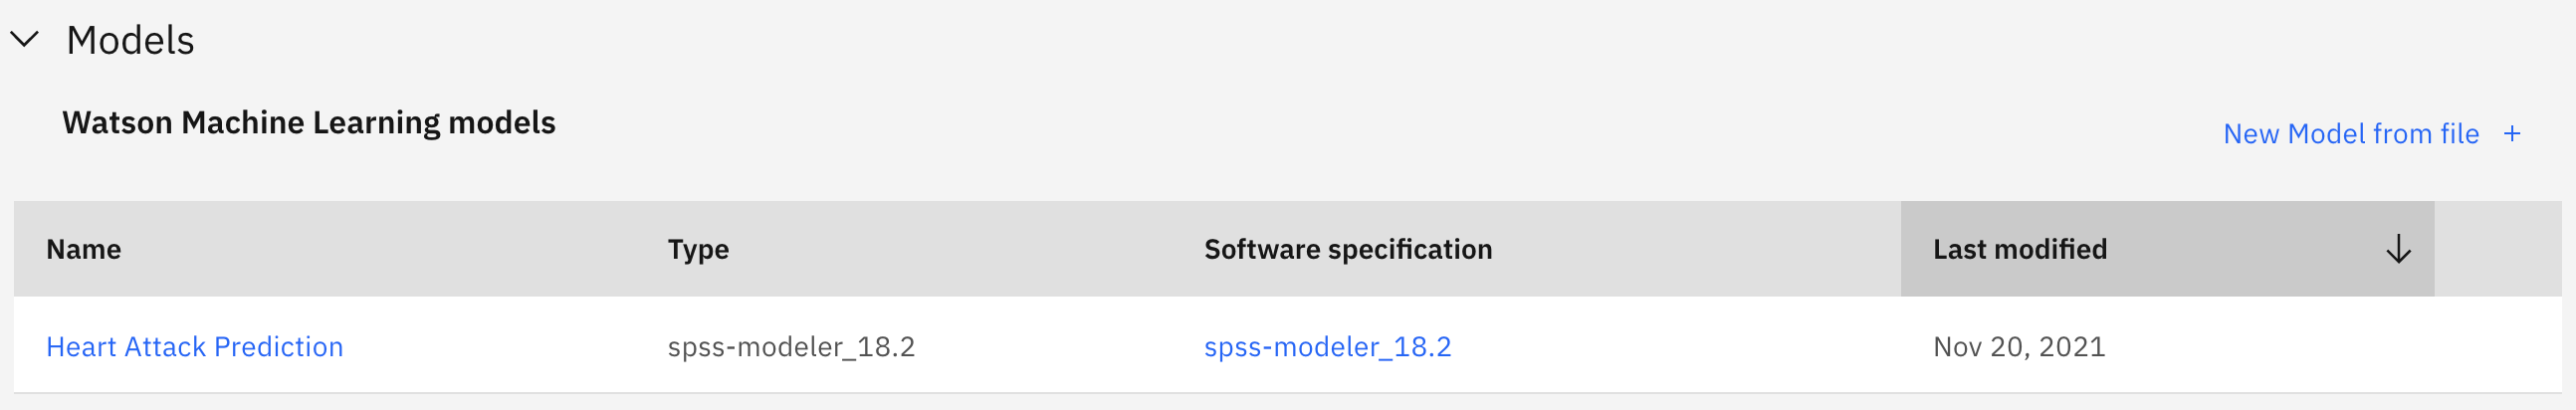 Models
Watson Machine Learning models
New Model from file +
Name Type Software specification Last modified
Heart Attack Prediction spss-modeler_18.2 spss-modeler_18.2 Nov 20, 2021